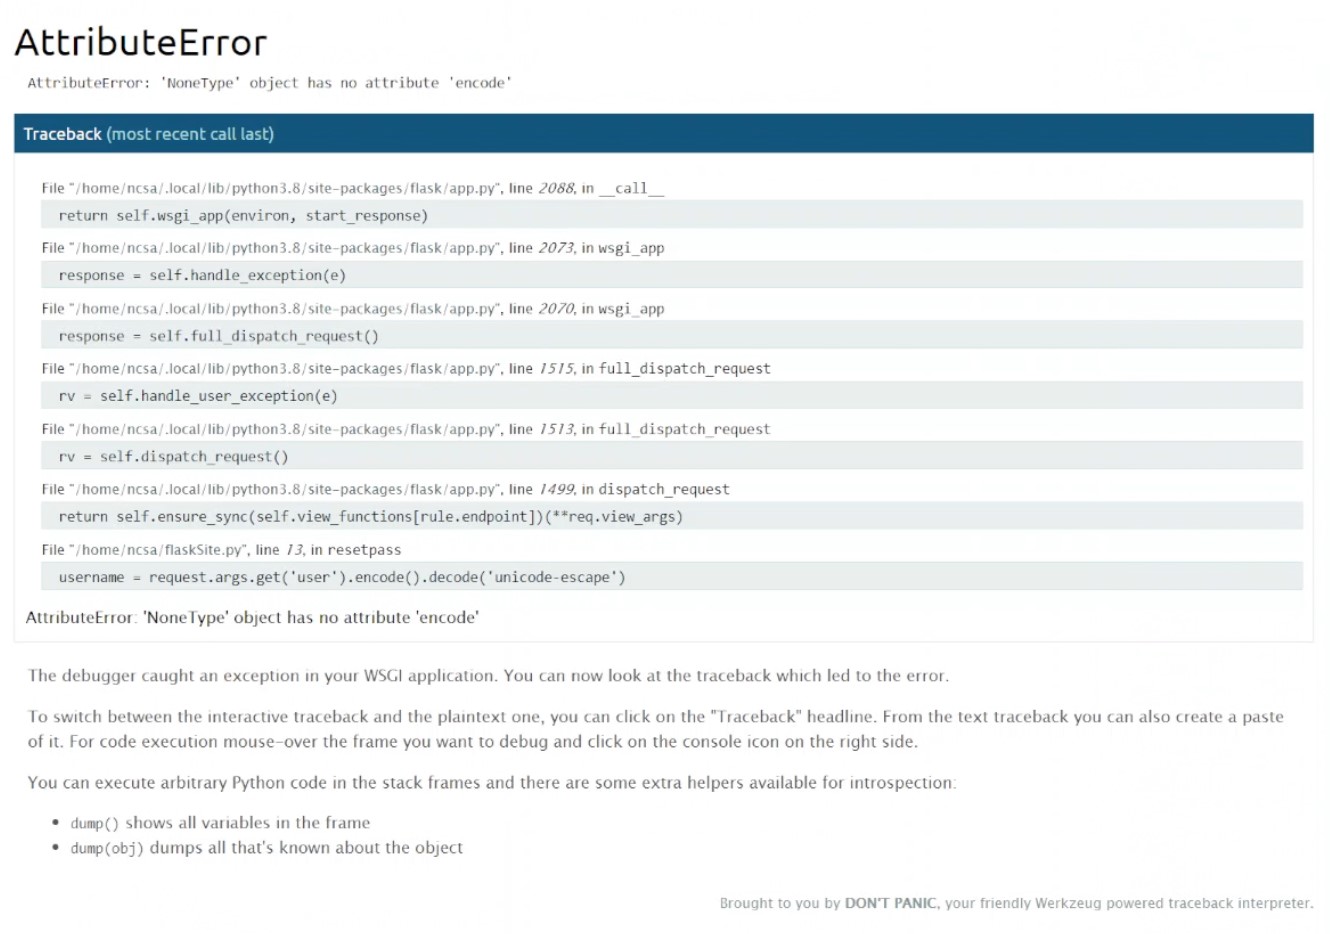 AttributeError
AttributeError: 'NoneType' object has no attribute 'encode'
Traceback (most recent call last)
File "/home/ncsa/.local/lib/python3.8/site-packages/flask/app.py", line 2088, in __call__
return self.wsgi_app(environ, start_response)
File "/home/ncsa/.local/lib/python3.8/site-packages/flask/app.py", line 2073, in wsgi_app
response = self.handle_exception(e)
File "/home/ncsa/.local/lib/python3.8/site-packages/flask/app.py", line 2070, in wsgi_app
response = self.full_dispatch_request()
File "/home/ncsa/.local/lib/python3.8/site-packages/flask/app.py", line 1515, in full_dispatch_request
rv = self.handle_user_exception(e)
File "/home/ncsa/.local/lib/python3.8/site-packages/flask/app.py", line 1513, in full_dispatch_request
rv = self.dispatch_request()
File "/home/ncsa/.local/lib/python3.8/site-packages/flask/app.py", line 1499, in dispatch_request
return self.ensure_sync(self.view_functions[rule.endpoint])(**req.view_args)
File "/home/ncsa/flaskSite.py", line 13, in resetpass
username = request.args.get('user').encode().decode('unicode-escape')
AttributeError: 'NoneType' object has no attribute 'encode'
The debugger caught an exception in your WSGI application. You can now look at the traceback which led to the error.
To switch between the interactive traceback and the plaintext one, you can click on the "Traceback" headline. From the text traceback you can also create a paste
of it. For code execution mouse-over the frame you want to debug and click on the console icon on the right side.
You can execute arbitrary Python code in the stack frames and there are some extra helpers available for introspection:
• dump() shows all variables in the frame
• dump(obj) dumps all that's known about the object
Brought to you by DON'T PANIC, your friendly Werkzeug powered traceback interpreter.